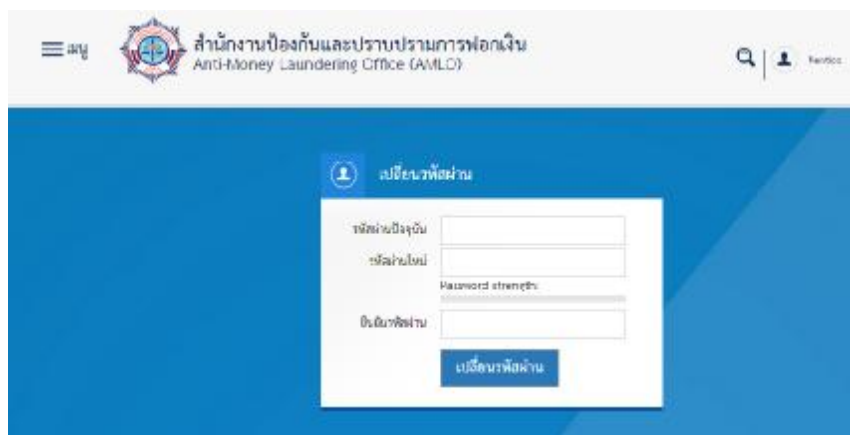 เมนู
สำนักงานป้องกันและปราบปรามการฟอกเงิน
Anti-Money Laundering Office (AMLO)
เปลี่ยนรหัสผ่าน
รหัสผ่านปัจจุบัน
รหัสผ่านใหม่
Password strength:
ยืนยันรหัสผ่าน
เปลี่ยนรหัสผ่าน